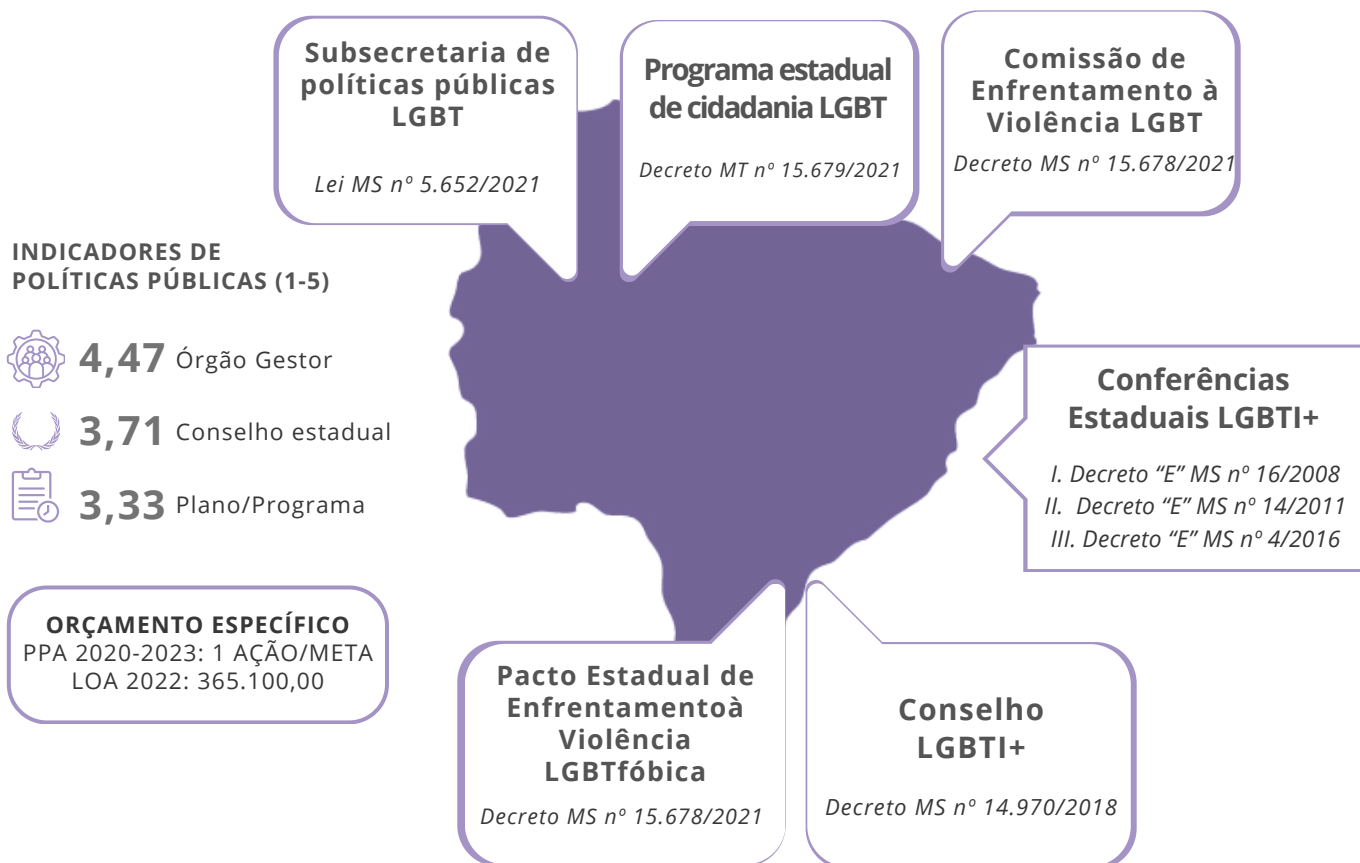 Subsecretaria de
políticas públicas
LGBT
Lei MS nº 5.652/2021
Programa estadual
de cidadania LGBT
Decreto MT nº 15.679/2021
Comissão de
Enfrentamento à
Violência LGBT
Decreto MS nº 15.678/2021
INDICADORES DE
POLÍTICAS PÚBLICAS (1-5)
4,47 Órgão Gestor
3,71 Conselho estadual
3,33 Plano/Programa
Conferências
Estaduais LGBTI+
I. Decreto “E” MS nº 16/2008
II. Decreto “E” MS nº 14/2011
III. Decreto “E” MS nº 4/2016
ORÇAMENTO ESPECÍFICO
PPA 2020-2023: 1 AÇÃO/META
LOA 2022: 365.100,00
Pacto Estadual de
Enfrentamentoà
Violência
LGBTfóbica
Decreto MS nº 15.678/2021
Conselho
LGBTI+
Decreto MS nº 14.970/2018